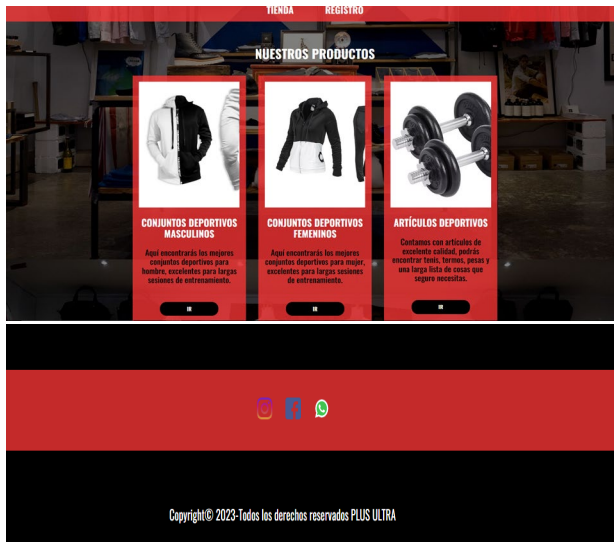 TIENDA REGISTRO
NUESTROS PRODUCTOS
CONJUNTOS DEPORTIVOS
MASCULINOS
Aquí encontrarás los mejores
conjuntos deportivos para
hombre, excelentes para largas
sesiones de entrenamiento.
IR
CONJUNTOS DEPORTIVOS
FEMENINOS
Aquí encontrarás los mejores
conjuntos deportivos para mujer,
excelentes para largas sesiones
de entrenamiento.
IR
ARTÍCULOS DEPORTIVOS
Contamos con artículos de
excelente calidad, podrás
encontrar tenis, termos, pesas y
una larga lista de cosas que
seguro necesitas.
IR
Copyright© 2023-Todos los derechos reservados PLUS ULTRA